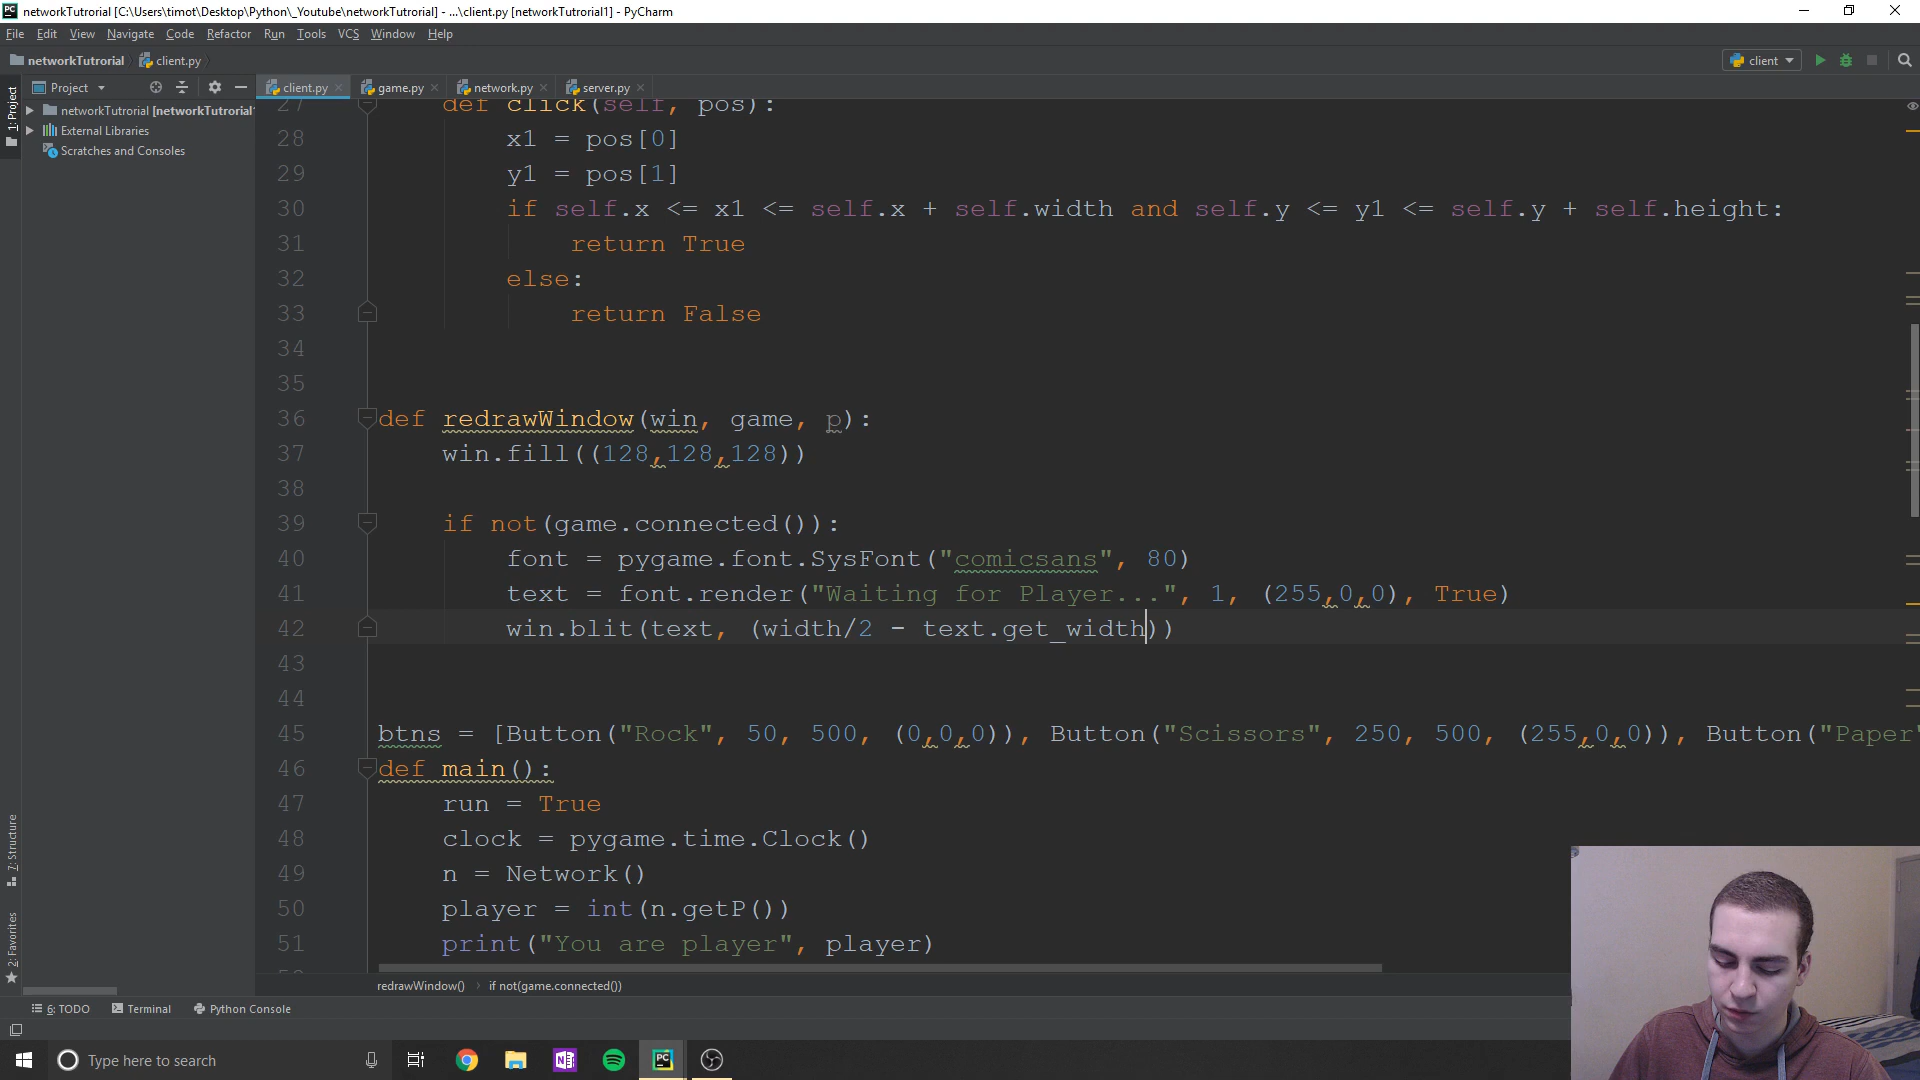 networkTutorial [C:\Users\timot\Desktop\Python\_Youtube\networkTutorial] - ...\client.py [networkTutorial1] - PyCharm
File Edit View Navigate Code Refactor Run Tools VCS Window Help
networkTutrorial client.py client
1: Project
Project
client.py game.py network.py server.py
networkTutrorial [networkTutrorial
External Libraries
Scratches and Consoles
27 def click(self, pos):
28 x1 = pos[0]
29 y1 = pos[1]
30 if self.x <= x1 <= self.x + self.width and self.y <= y1 <= self.y + self.height:
31 return True
32 else:
33 return False
34
35
36 def redrawWindow(win, game, p):
37 win.fill((128,128,128))
38
39 if not(game.connected()):
40 font = pygame.font.SysFont("comicsans", 80)
41 text = font.render("Waiting for Player...", 1, (255,0,0), True)
42 win.blit(text, (width/2 - text.get_width))
43
44
45 btns = [Button("Rock", 50, 500, (0,0,0)), Button("Scissors", 250, 500, (255,0,0)), Button("Paper"
46 def main():
47 run = True
48 clock = pygame.time.Clock()
49 n = Network()
50 player = int(n.getP())
51 print("You are player", player)
7: Structure
2: Favorites
redrawWindow() if not(game.connected())
6: TODO Terminal Python Console
Type here to search